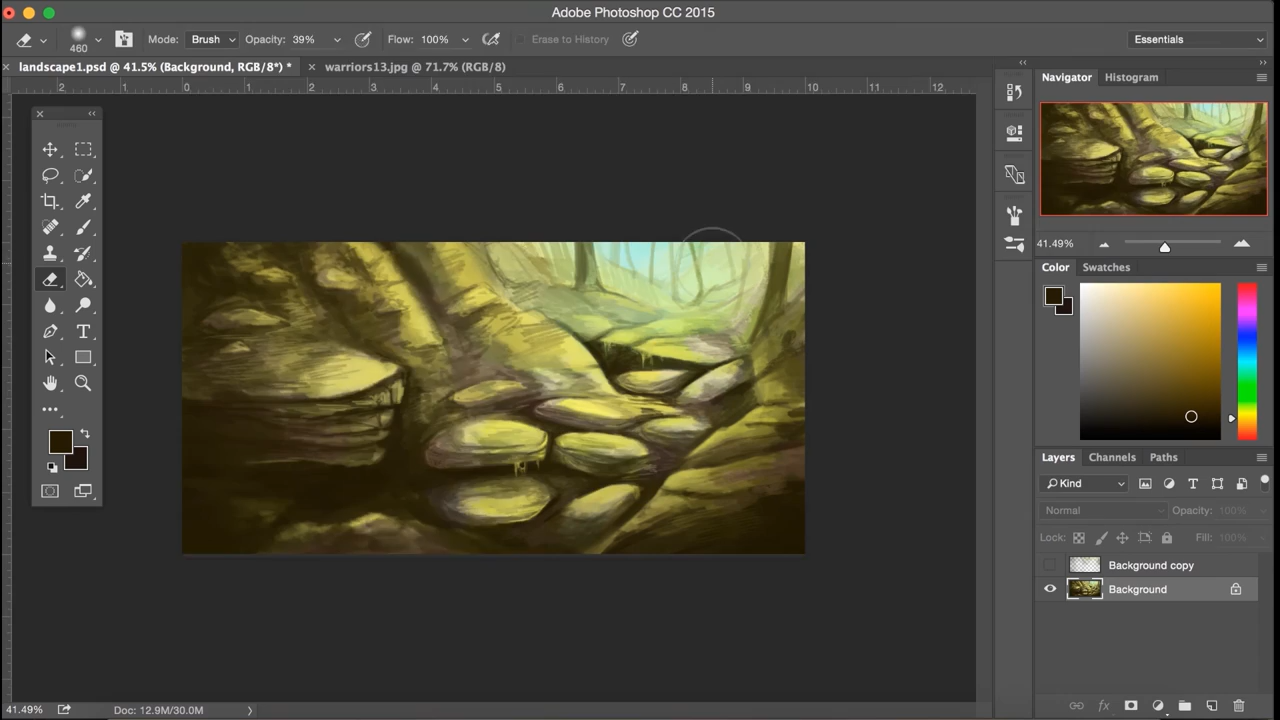 Adobe Photoshop CC 2015
460 Mode: Brush Opacity: 39% Flow: 100% Erase to History Essentials
landscape1.psd @ 41.5% (Background, RGB/8*) * warriors13.jpg @ 71.7% (RGB/8)
2 1 0 1 2 3 4 5 6 7 8 9 10 11 12
Navigator Histogram
41.49%
Color Swatches
Layers Channels Paths
Kind
Normal Opacity: 100%
Lock: Fill: 100%
Background copy
Background
fx
41.49% Doc: 12.9M/30.0M